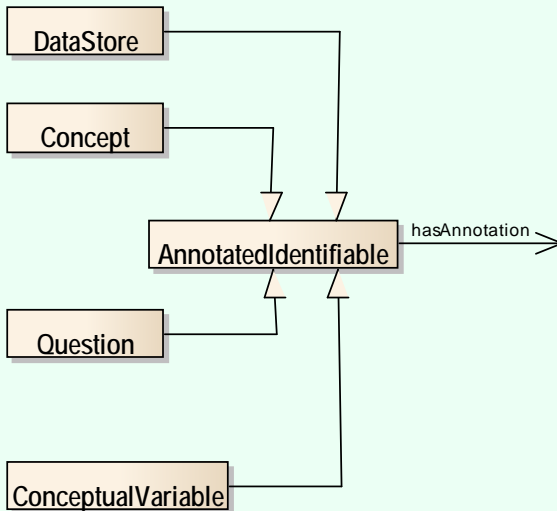 DataStore
Concept
hasAnnotation
AnnotatedIdentifiable
Question
ConceptualVariable